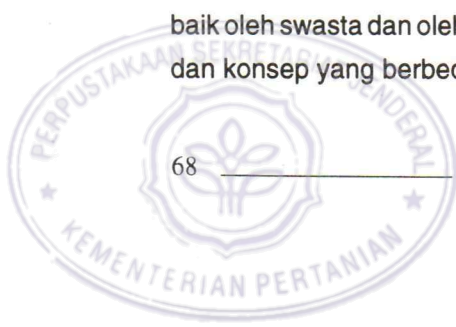 baik oleh swasta dan oleh
dan konsep yang berbed
68
PERPUSTAKAAN SEKRETARIAT JENDERAL
KEMENTERIAN PERTANIAN